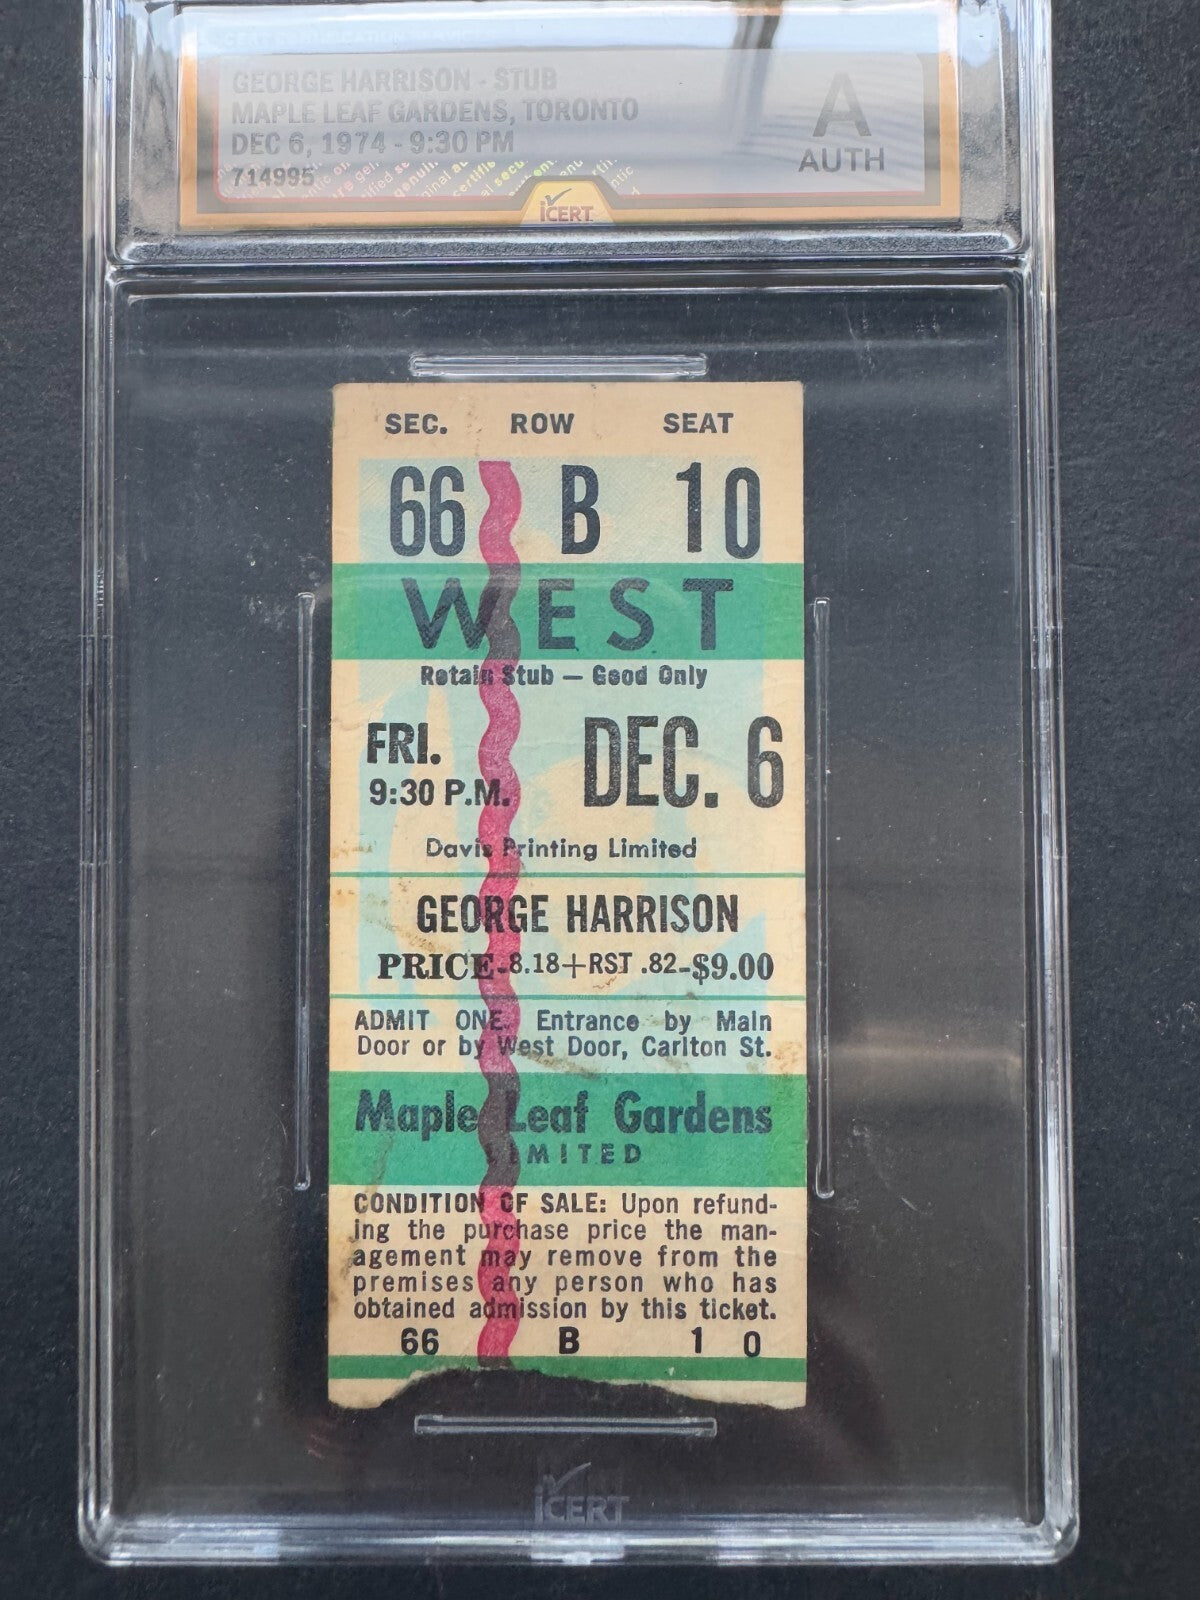 GEORGE HARRISON - STUB
MAPLE LEAF GARDENS, TORONTO
DEC 6, 1974 - 9:30 PM
714995
A
AUTH
iCERT
SEC. ROW SEAT
66 B 10
WEST
Retain Stub — Good Only
FRI. DEC. 6
9:30 P.M.
Davis Printing Limited
GEORGE HARRISON
PRICE-8.18+RST .82-$9.00
ADMIT ONE. Entrance by Main
Door or by West Door, Carlton St.
Maple Leaf Gardens
LIMITED
CONDITION OF SALE: Upon refund-
ing the purchase price the man-
agement may remove from the
premises any person who has
obtained admission by this ticket.
66 B 10
iCERT